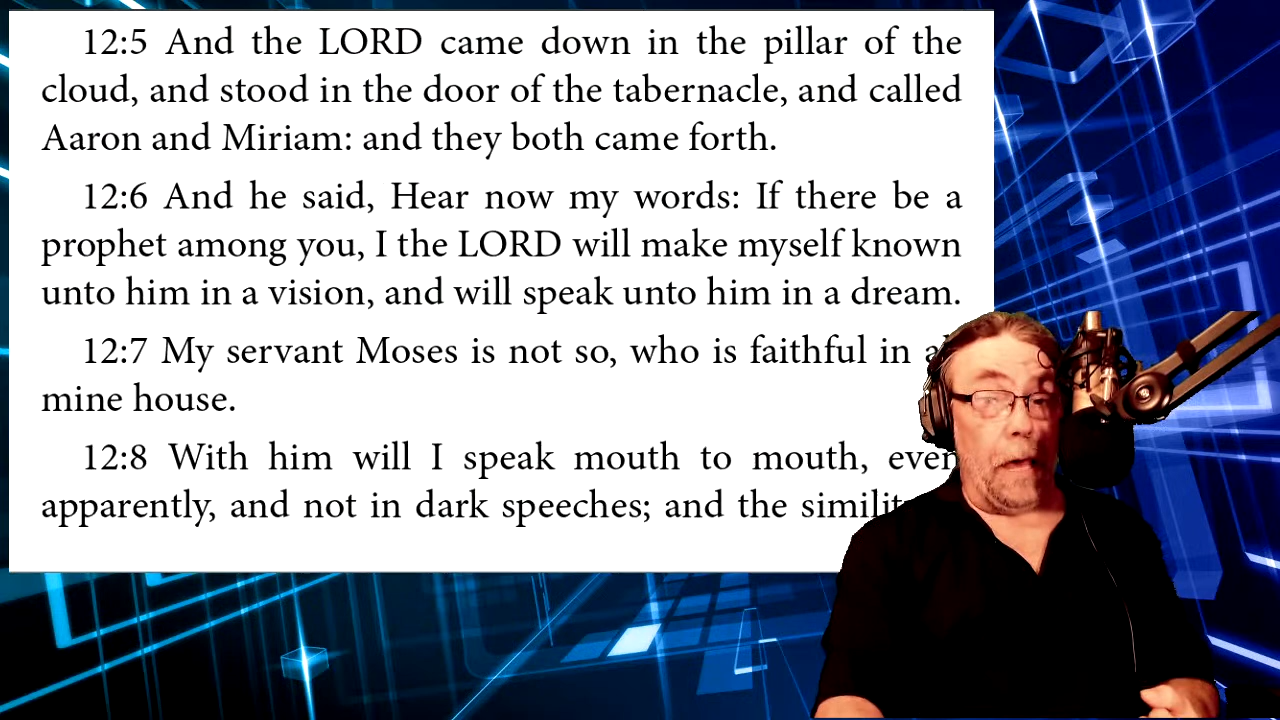 12:5 And the LORD came down in the pillar of the
cloud, and stood in the door of the tabernacle, and called
Aaron and Miriam: and they both came forth.
12:6 And he said, Hear now my words: If there be a
prophet among you, I the LORD will make myself known
unto him in a vision, and will speak unto him in a dream.
12:7 My servant Moses is not so, who is faithful in
mine house.
12:8 With him will I speak mouth to mouth, even
apparently, and not in dark speeches; and the